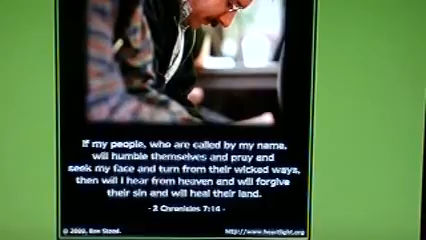 If my people, who are called by my name,
will humble themselves and pray and
seek my face and turn from their wicked ways,
then will I hear from heaven and will forgive
their sin and will heal their land.
- 2 Chronicles 7:14 -
© 2000, Ben Steed. http://www.heartlight.org